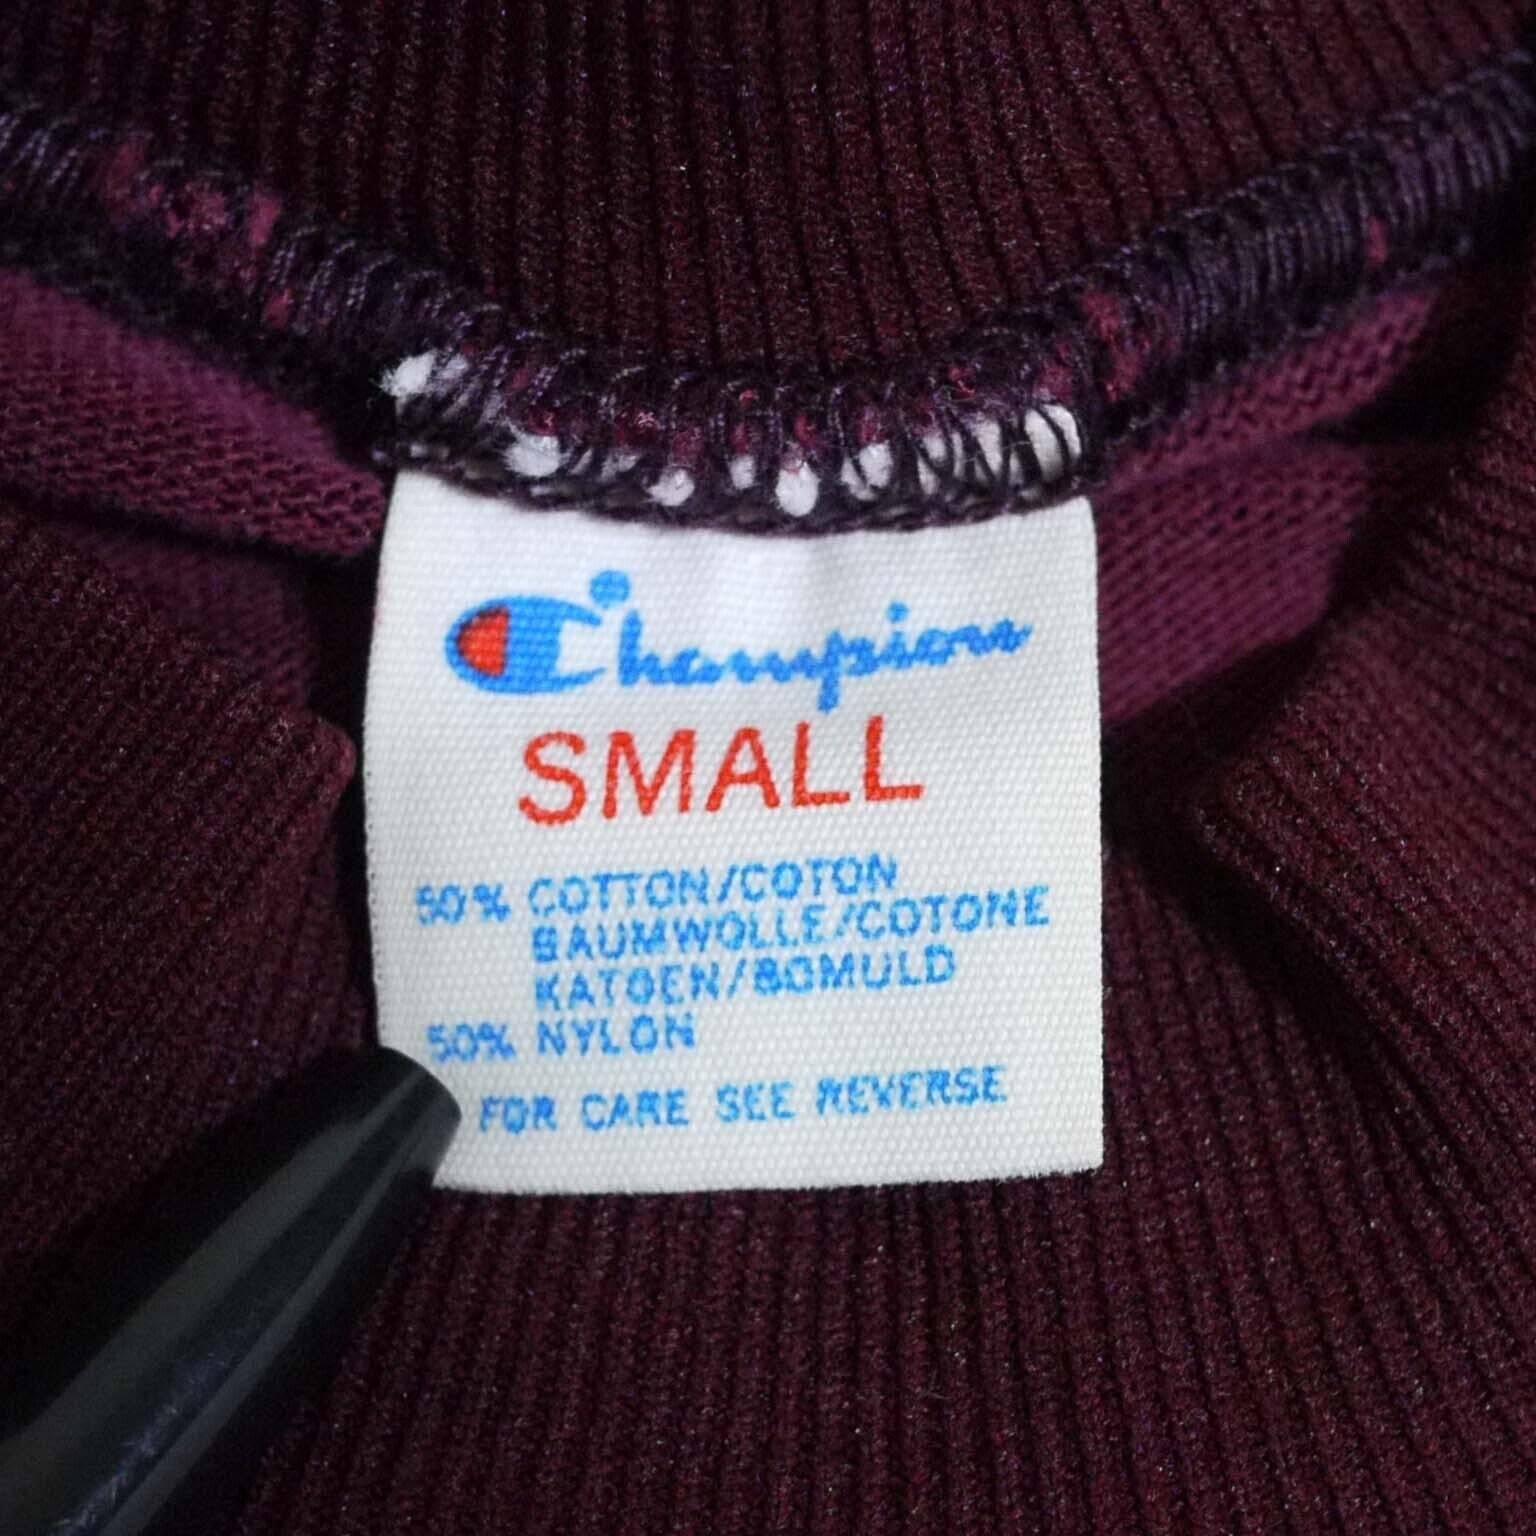 Champion
SMALL
50% COTTON/COTON
BAUMWOLLE/COTONE
KATOEN/BOMULD
50% NYLON
FOR CARE SEE REVERSE